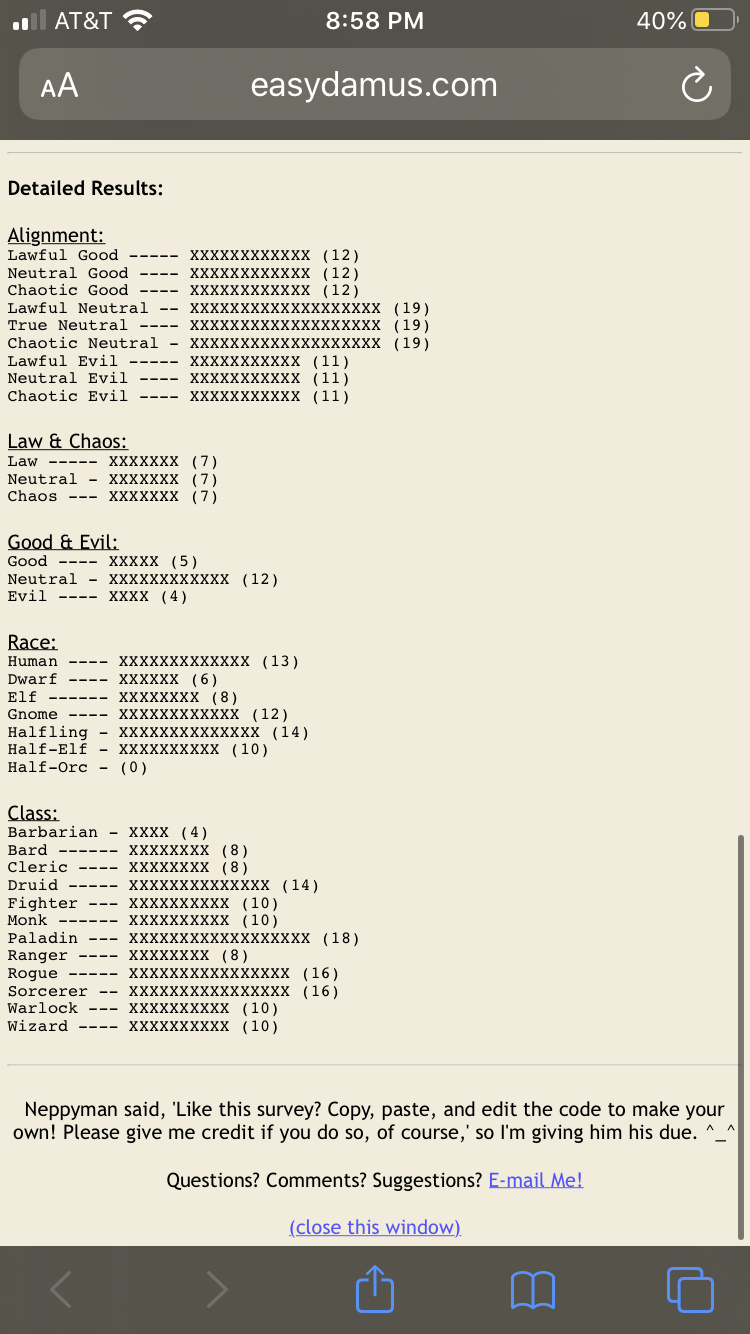 AT&T 8:58 PM 40%
AA easydamus.com
Detailed Results:
Alignment:
Lawful Good ----- XXXXXXXXXXXX (12)
Neutral Good ---- XXXXXXXXXXXX (12)
Chaotic Good ---- XXXXXXXXXXXX (12)
Lawful Neutral -- XXXXXXXXXXXXXXXXXXX (19)
True Neutral ---- XXXXXXXXXXXXXXXXXXX (19)
Chaotic Neutral - XXXXXXXXXXXXXXXXXXX (19)
Lawful Evil ----- XXXXXXXXXXX (11)
Neutral Evil ---- XXXXXXXXXXX (11)
Chaotic Evil ---- XXXXXXXXXXX (11)
Law & Chaos:
Law ----- XXXXXXX (7)
Neutral - XXXXXXX (7)
Chaos --- XXXXXXX (7)
Good & Evil:
Good ---- XXXXX (5)
Neutral - XXXXXXXXXXXX (12)
Evil ---- XXXX (4)
Race:
Human ---- XXXXXXXXXXXXX (13)
Dwarf ---- XXXXXX (6)
Elf ------ XXXXXXXX (8)
Gnome ---- XXXXXXXXXXXX (12)
Halfling - XXXXXXXXXXXXXX (14)
Half-Elf - XXXXXXXXXX (10)
Half-Orc - (0)
Class:
Barbarian - XXXX (4)
Bard ------ XXXXXXXX (8)
Cleric ---- XXXXXXXX (8)
Druid ----- XXXXXXXXXXXXXX (14)
Fighter --- XXXXXXXXXX (10)
Monk ------ XXXXXXXXXX (10)
Paladin --- XXXXXXXXXXXXXXXXXX (18)
Ranger ---- XXXXXXXX (8)
Rogue ----- XXXXXXXXXXXXXXXX (16)
Sorcerer -- XXXXXXXXXXXXXXXX (16)
Warlock --- XXXXXXXXXX (10)
Wizard ---- XXXXXXXXXX (10)
Neppyman said, 'Like this survey? Copy, paste, and edit the code to make your
own! Please give me credit if you do so, of course,' so I'm giving him his due. ^_^
Questions? Comments? Suggestions? E-mail Me!
(close this window)